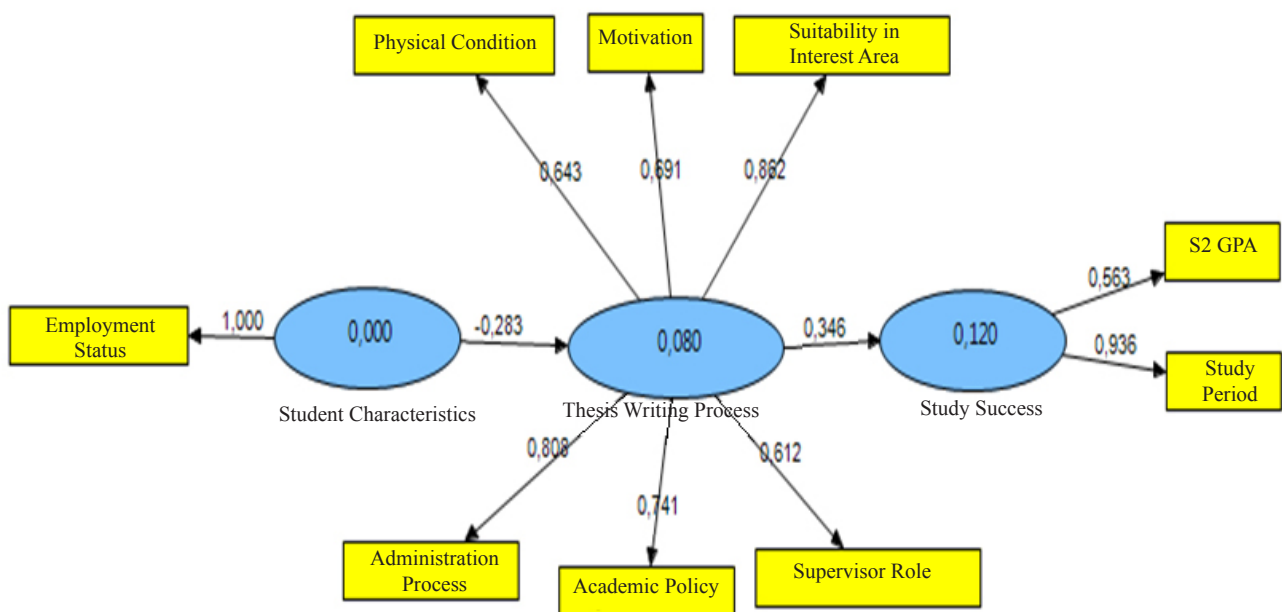 Physical Condition
Motivation
Suitability in
Interest Area
0,643
0,691
0,862
S2 GPA
0,563
Employment
Status
1,000
0,000
-0,283
0,080
0,346
0,120
0,936
Study
Period
Student Characteristics
Thesis Writing Process
Study Success
0,808
0,741
0,612
Administration
Process
Academic Policy
Supervisor Role